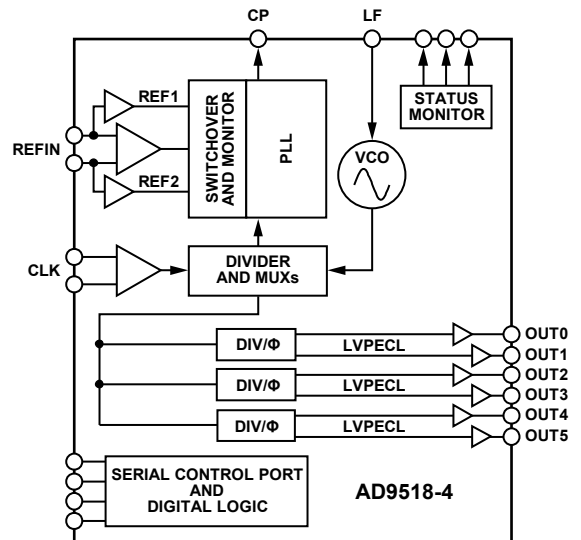 CP
LF
REF1
REFIN
REF2
SWITCHOVER
AND MONITOR
PLL
STATUS
MONITOR
VCO
CLK
DIVIDER
AND MUXs
DIV/Φ
LVPECL
OUT0
OUT1
DIV/Φ
LVPECL
OUT2
OUT3
DIV/Φ
LVPECL
OUT4
OUT5
SERIAL CONTROL PORT
AND
DIGITAL LOGIC
AD9518-4